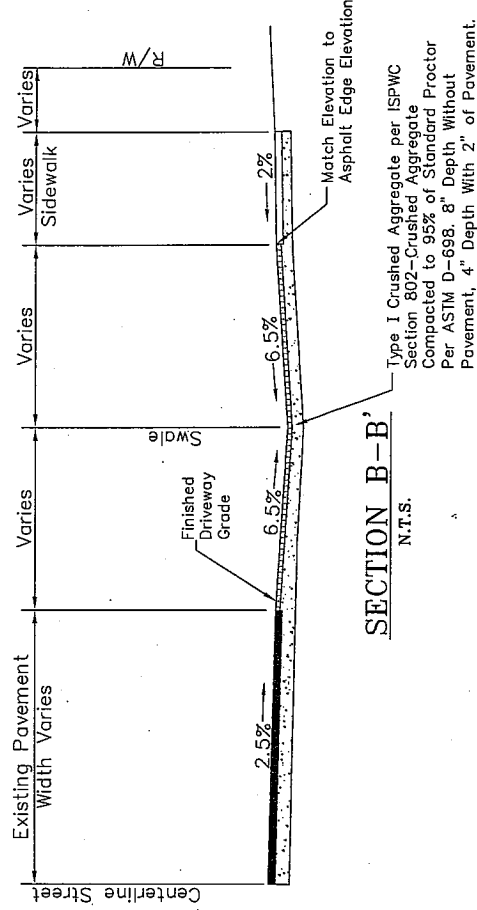 Centerline Street
Existing Pavement
Width Varies
Varies
Varies
Varies
Sidewalk
Varies
R/W
Swale
Finished
Driveway
Grade
2.5%
6.5%
6.5%
2%
Match Elevation to
Asphalt Edge Elevation
Type I Crushed Aggregate per ISPWC
Section 802-Crushed Aggregate
Compacted to 95% of Standard Proctor
Per ASTM D-698. 8" Depth Without
Pavement, 4" Depth With 2" of Pavement.
SECTION B-B'
N.T.S.